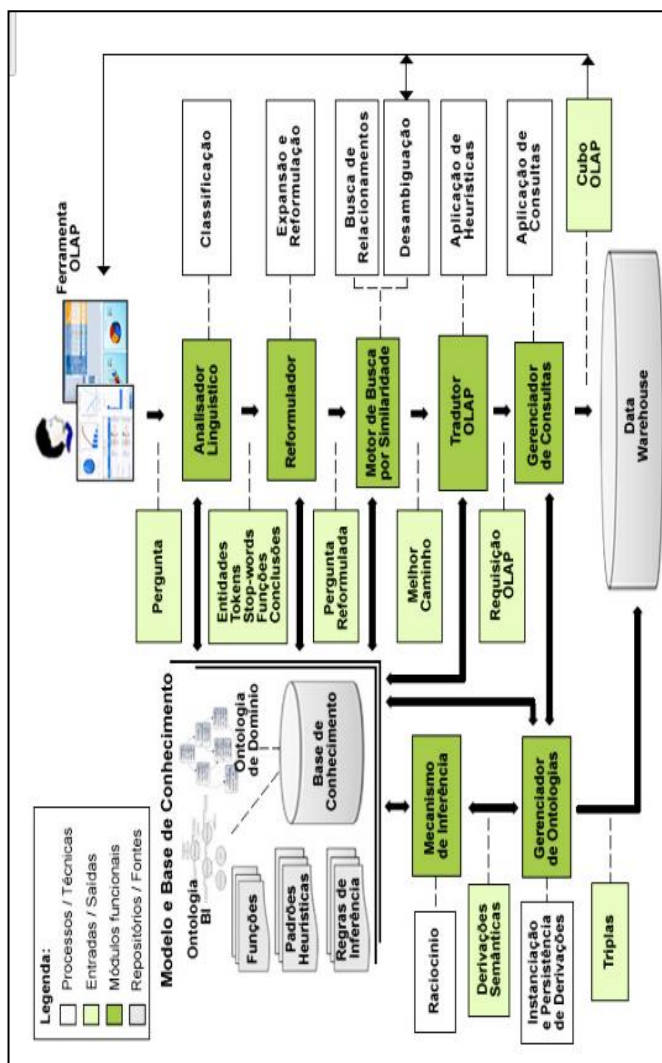 Legenda:
Processos / Técnicas
Entradas / Saídas
Módulos funcionais
Repositórios / Fontes
Modelo e Base de Conhecimento
Ontologia
BI
Ontologia
de Domínio
Base de
Conhecimento
Funções
Padrões
Heurísticas
Regras de
Inferência
Raciocínio
Mecanismo
de Inferência
Derivações
Semânticas
Gerenciador
de Ontologias
Instanciação
e Persistência
de Derivações
Triplas
Ferramenta
OLAP
Pergunta
Analisador
Linguístico
Classificação
Entidades
Tokens
Stop-words
Funções
Conclusões
Reformulador
Expansão e
Reformulação
Pergunta
Reformulada
Motor de Busca
por Similaridade
Busca de
Relacionamentos
Desambiguação
Melhor
Caminho
Tradutor
OLAP
Aplicação de
Heurísticas
Requisição
OLAP
Gerenciador
de Consultas
Aplicação de
Consultas
Cubo
OLAP
Data
Warehouse